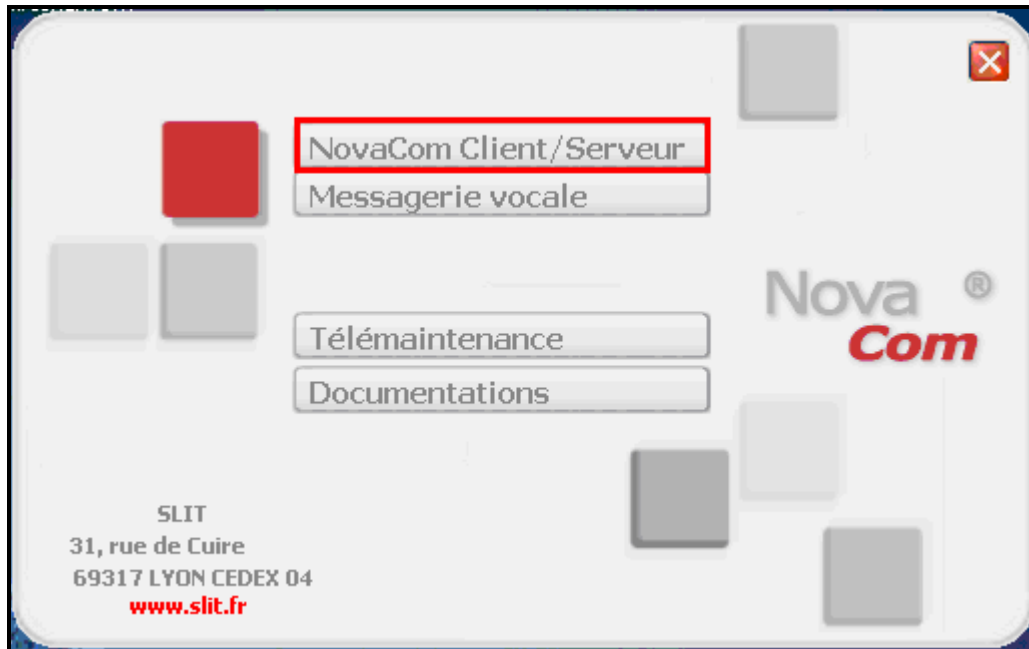 NovaCom Client/Serveur
Messagerie vocale
Nova ®
Com
Télémaintenance
Documentations
SLIT
31, rue de Cuire
69317 LYON CEDEX 04
www.slit.fr